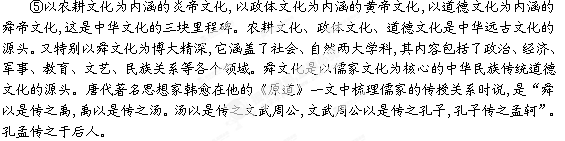 ⑤以农耕文化为内涵的炎帝文化,以政体文化为内涵的黄帝文化,以道德文化为内涵的
舜帝文化,这是中华文化的三块里程碑。农耕文化、政体文化、道德文化是中华远古文化的
源头。又特别以舜文化为博大精深,它涵盖了社会、自然两大学科,其内容包括了政治、经济、
军事、教育、文艺、民族关系等各个领域。舜文化是以儒家文化为核心的中华民族传统道德
文化的源头。唐代著名思想家韩愈在他的《原道》一文中梳理儒家的传授关系时说,是“舜
以是传之禹,禹以是传之汤。汤以是传之文武周公,文武周公以是传之孔子,孔子传之孟轲”。
孔孟传之于后人。